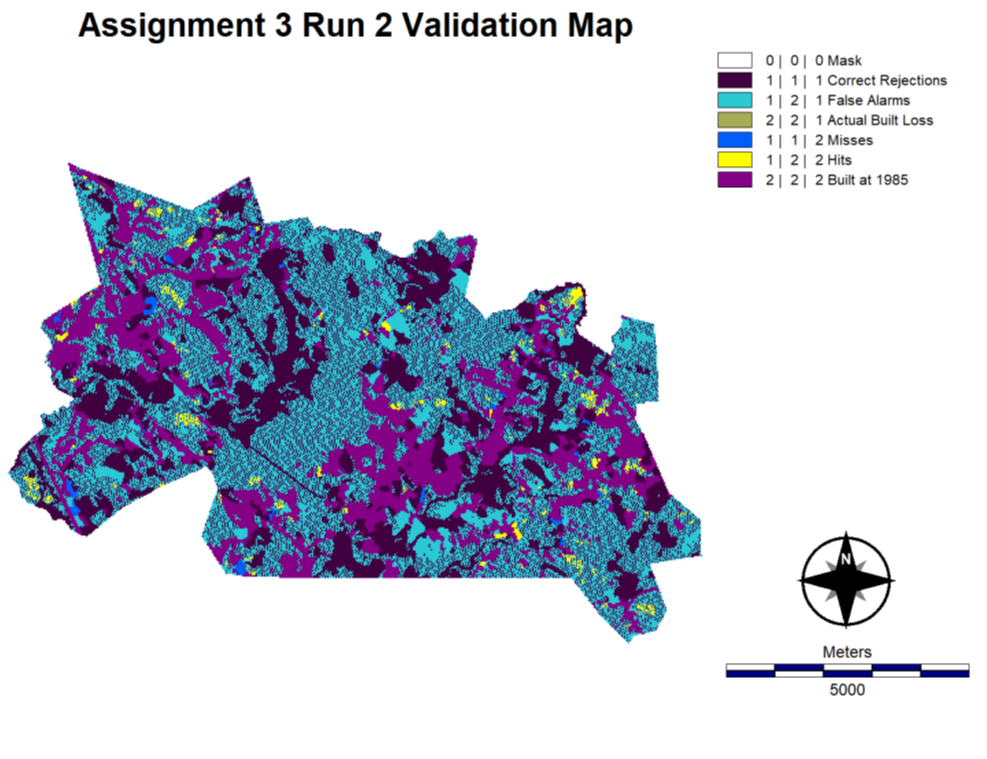 Assignment 3 Run 2 Validation Map
0 | 0 | 0 Mask
1 | 1 | 1 Correct Rejections
1 | 2 | 1 False Alarms
2 | 2 | 1 Actual Built Loss
1 | 1 | 2 Misses
1 | 2 | 2 Hits
2 | 2 | 2 Built at 1985
N
Meters
5000